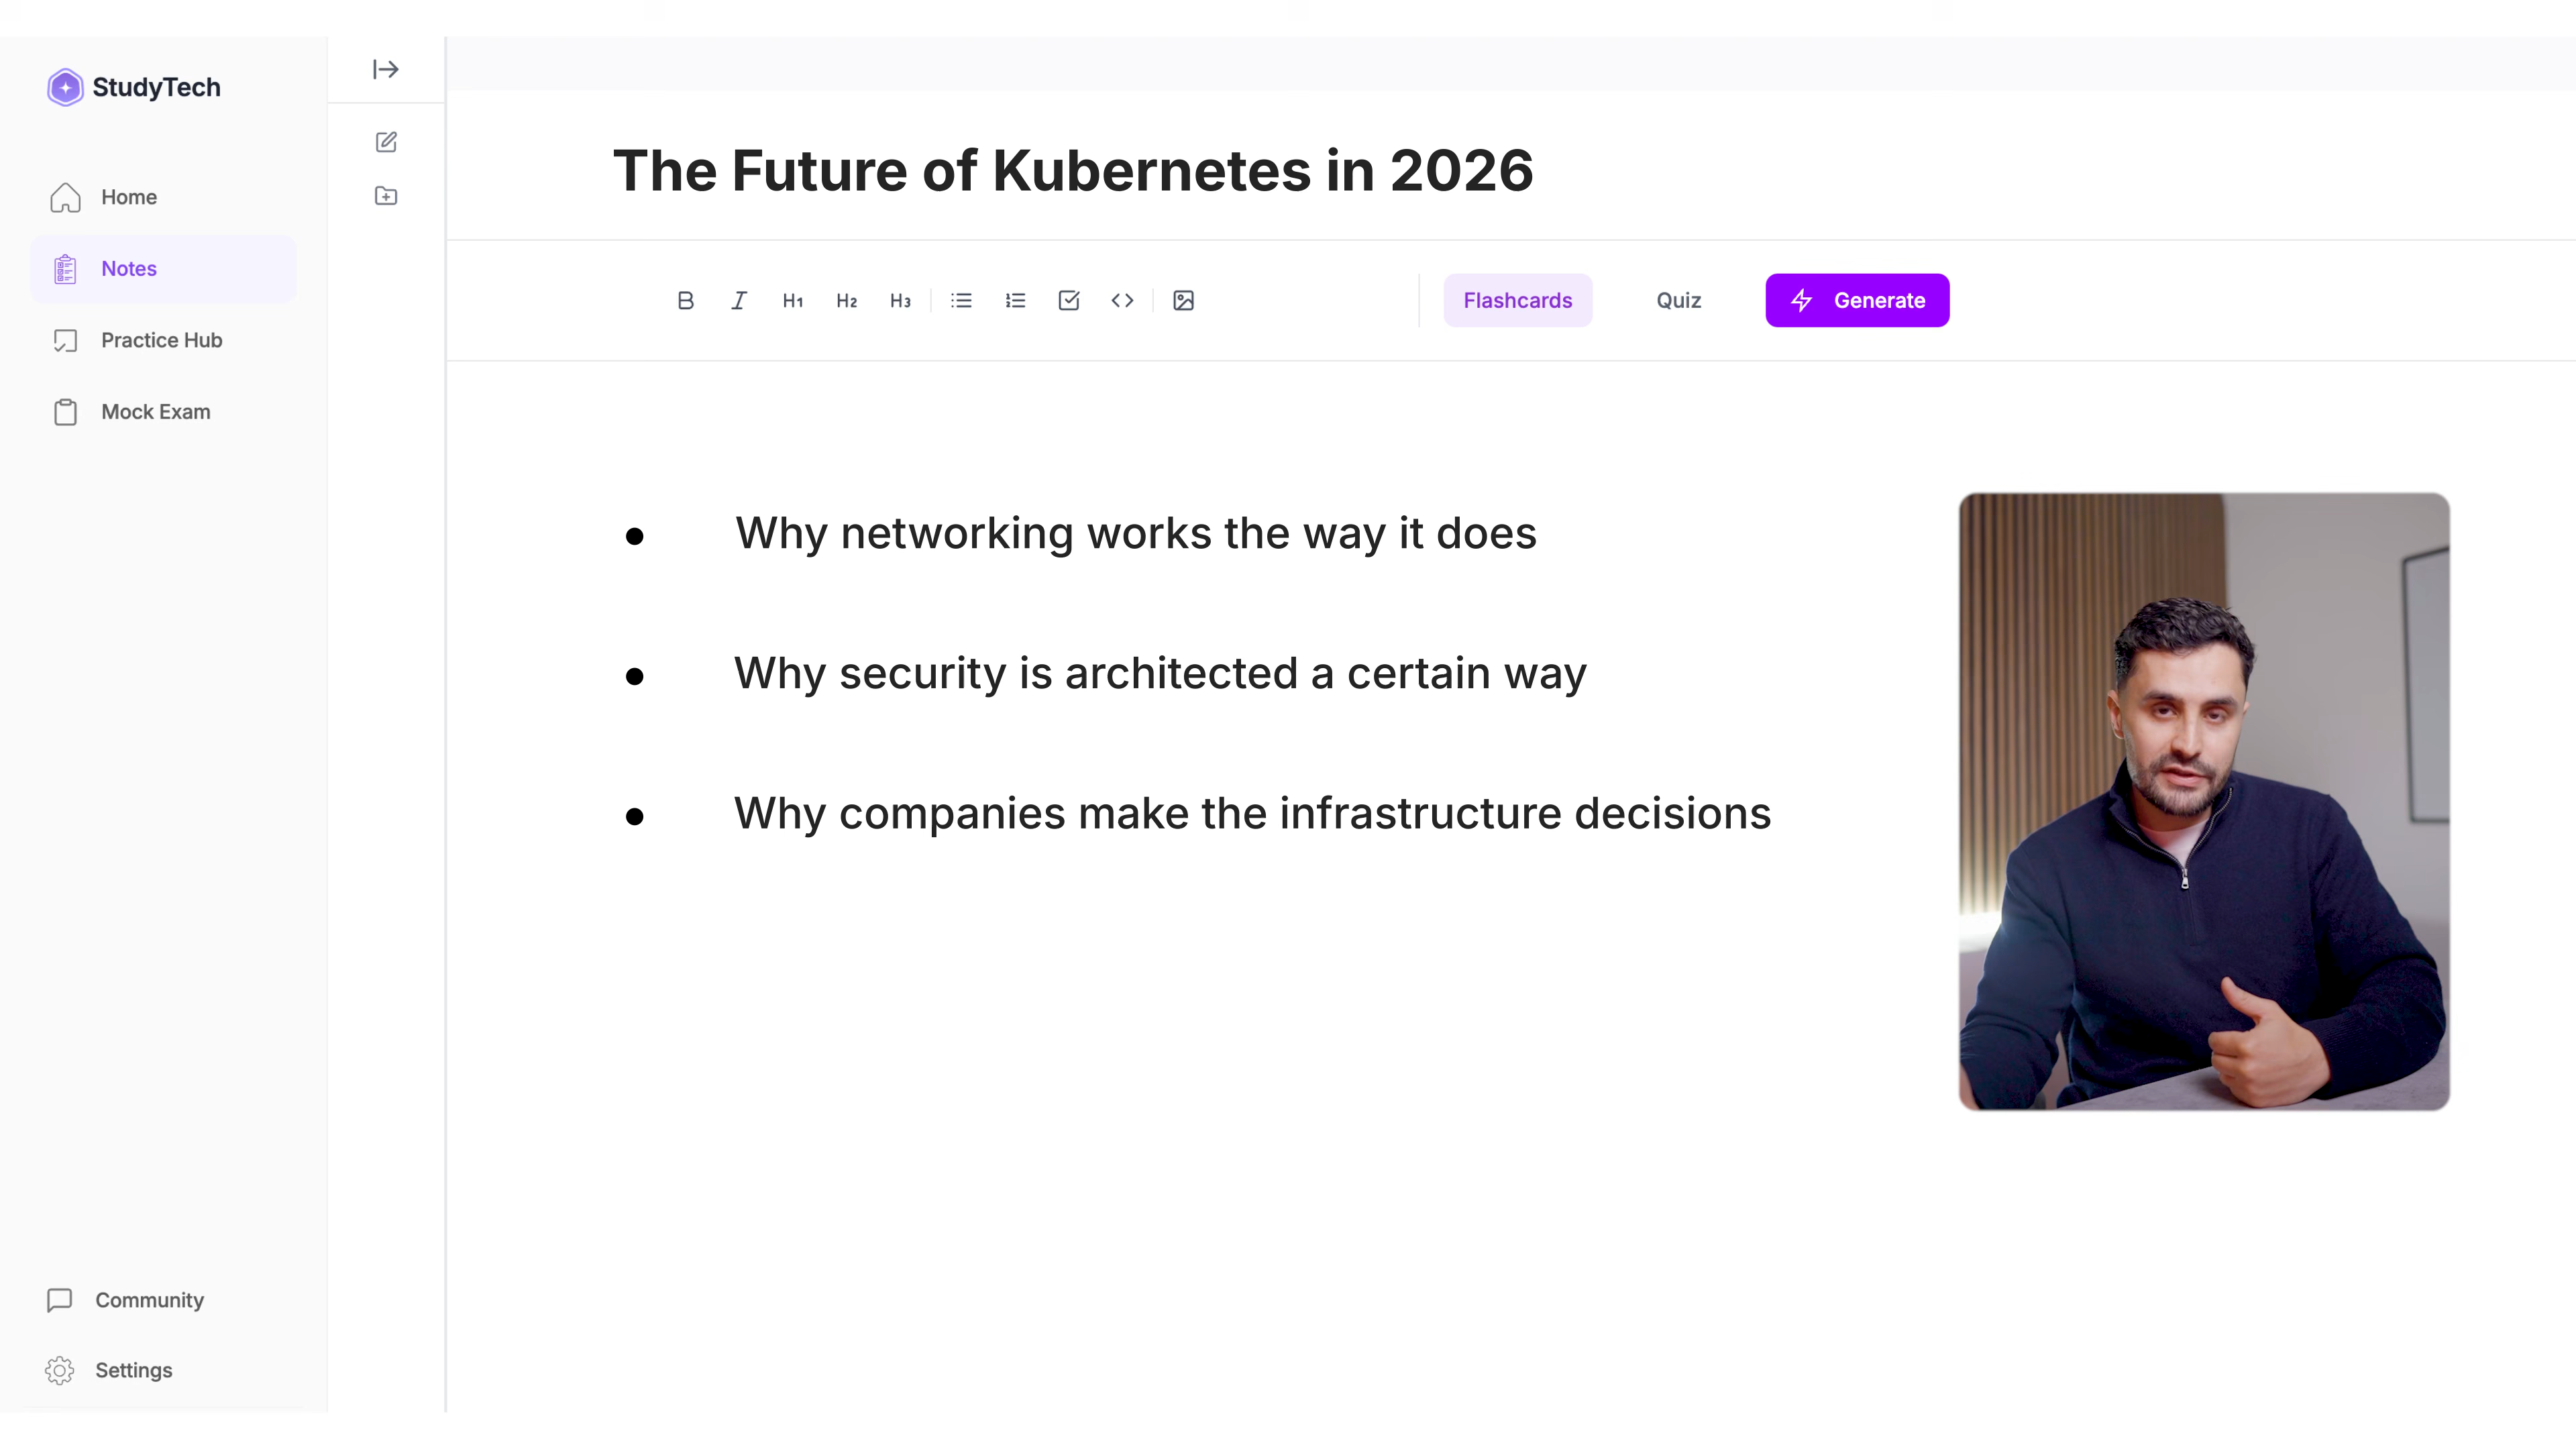 StudyTech
Home
Notes
Practice Hub
Mock Exam
Community
Settings
The Future of Kubernetes in 2026
B I H1 H2 H3
Flashcards
Quiz
Generate
Why networking works the way it does
Why security is architected a certain way
Why companies make the infrastructure decisions